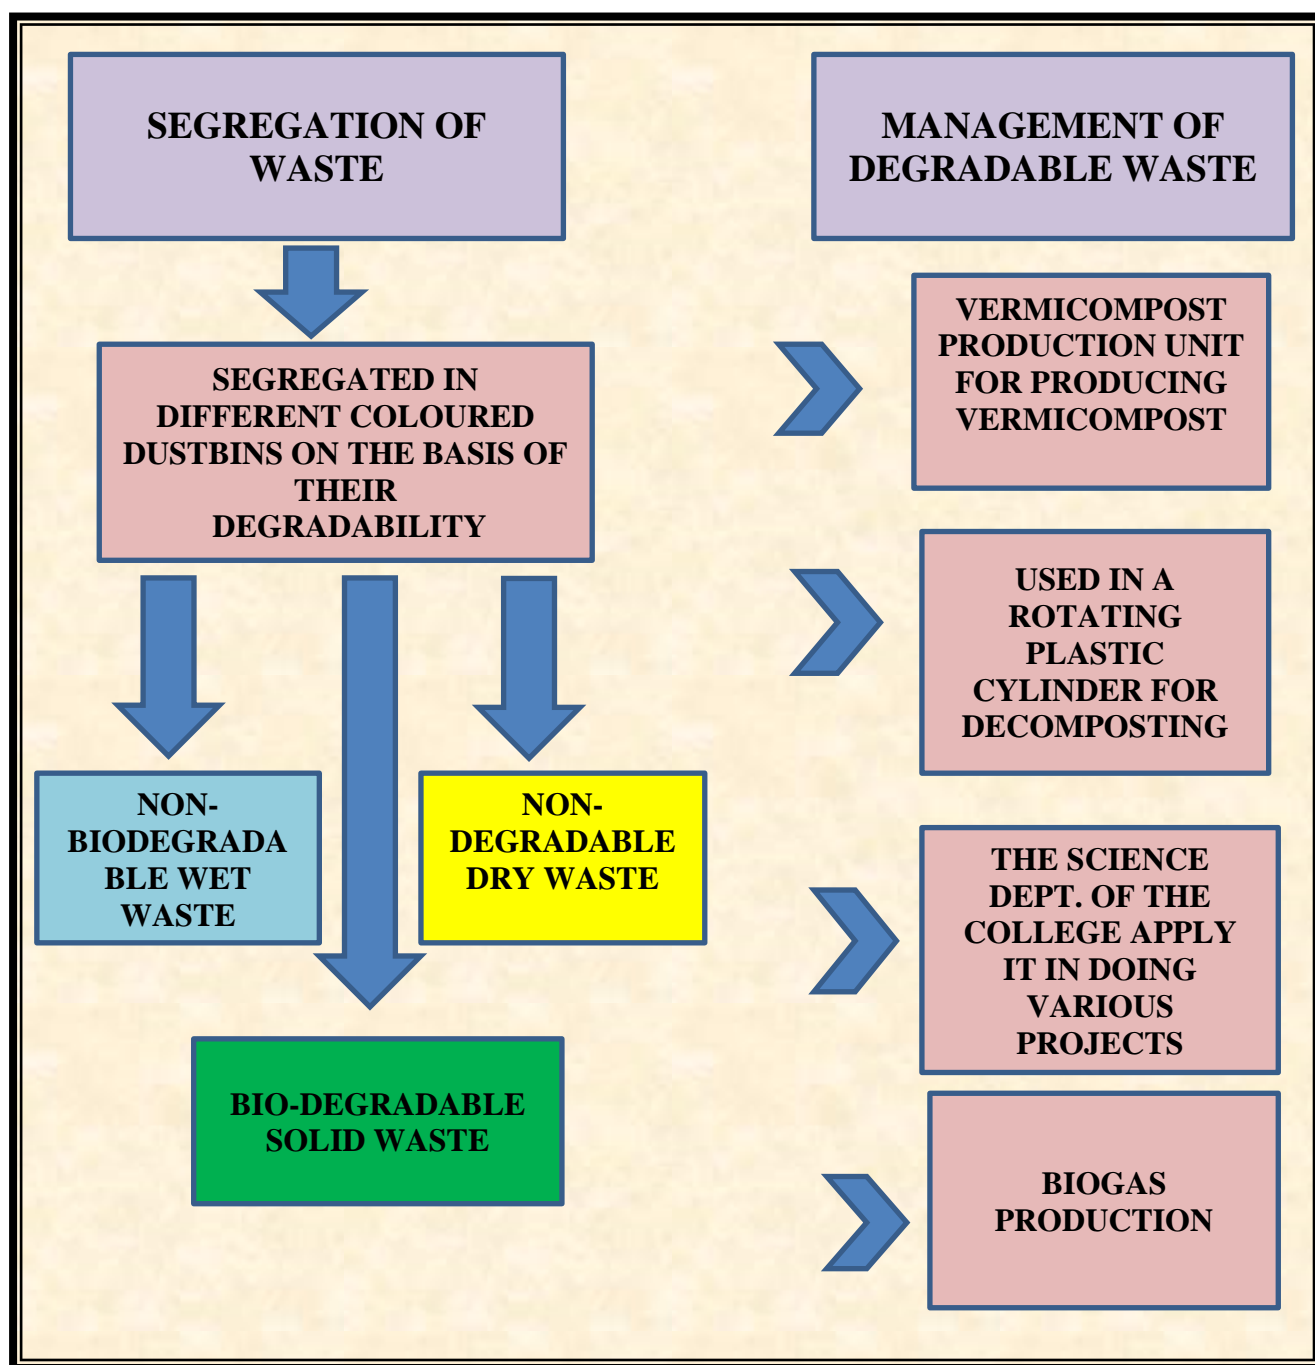 SEGREGATION OF
WASTE
SEGREGATED IN
DIFFERENT COLOURED
DUSTBINS ON THE BASIS OF
THEIR
DEGRADABILITY
NON-
BIODEGRADA
BLE WET
WASTE
NON-
DEGRADABLE
DRY WASTE
BIO-DEGRADABLE
SOLID WASTE
MANAGEMENT OF
DEGRADABLE WASTE
VERMICOMPOST
PRODUCTION UNIT
FOR PRODUCING
VERMICOMPOST
USED IN A
ROTATING
PLASTIC
CYLINDER FOR
DECOMPOSTING
THE SCIENCE
DEPT. OF THE
COLLEGE APPLY
IT IN DOING
VARIOUS
PROJECTS
BIOGAS
PRODUCTION